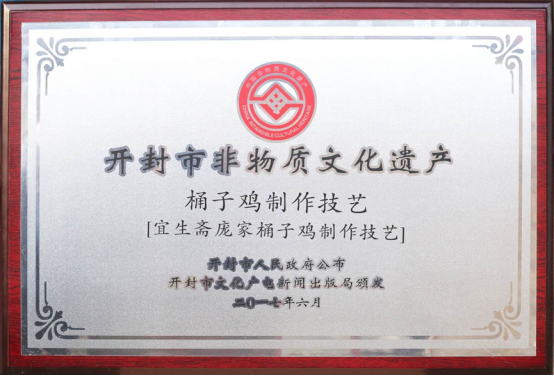 开封市非物质文化遗产
桶子鸡制作技艺
[宜生斋庞家桶子鸡制作技艺]
开封市人民政府公布
开封市文化广电新闻出版局颁发
二0一七年六月